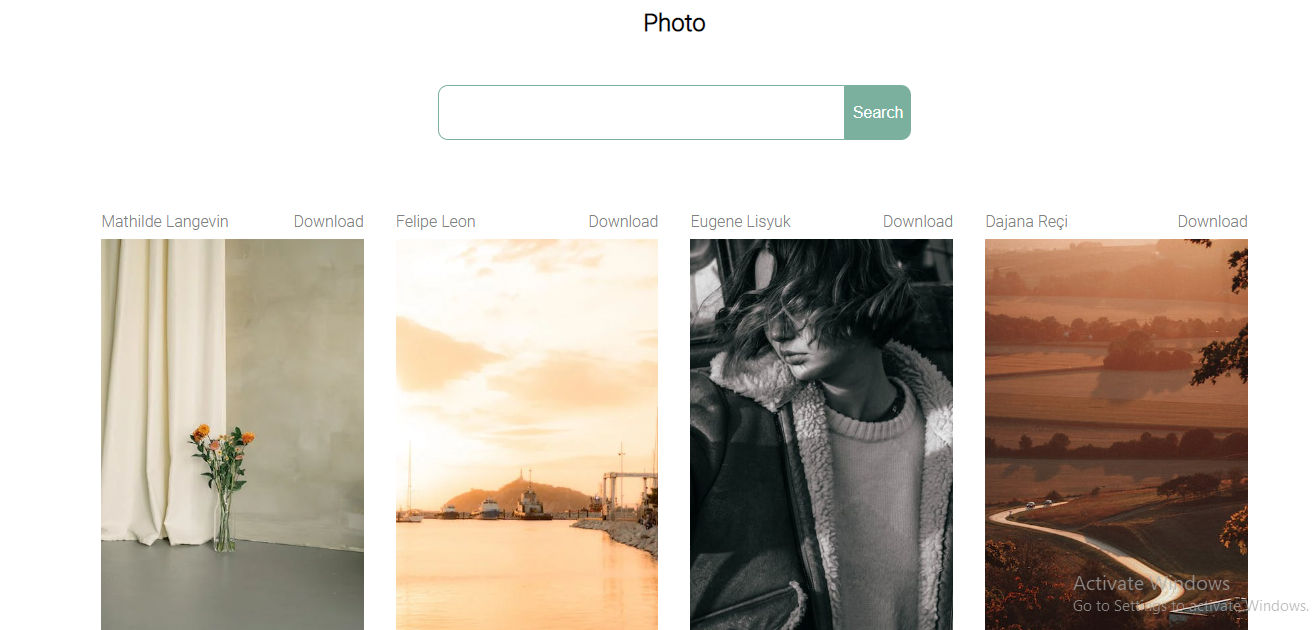 Photo
Search
Mathilde Langevin Download
Felipe Leon Download
Eugene Lisyuk Download
Dajana Reçi Download
Activate Windows
Go to Settings to activate Windows.